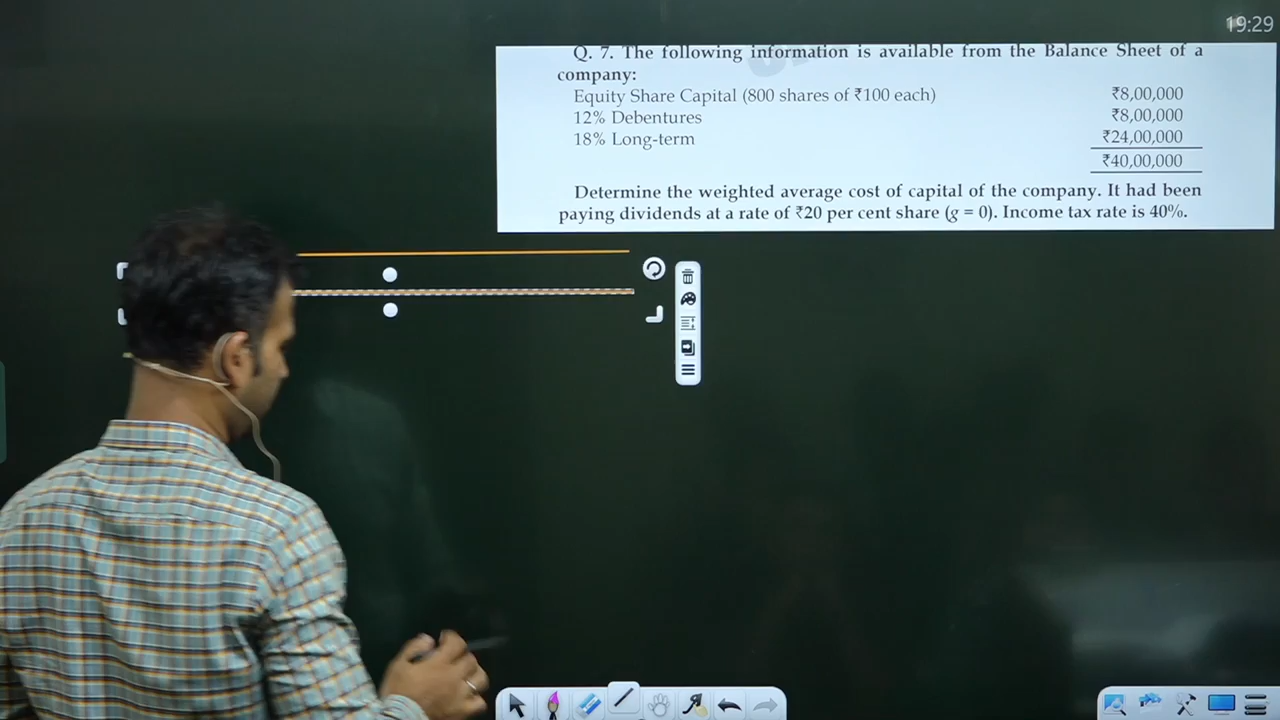 19:29
Q. 7. The following information is available from the Balance Sheet of a
company:
Equity Share Capital (800 shares of ₹100 each) ₹8,00,000
12% Debentures ₹8,00,000
18% Long-term ₹24,00,000
₹40,00,000
Determine the weighted average cost of capital of the company. It had been
paying dividends at a rate of ₹20 per cent share (g = 0). Income tax rate is 40%.